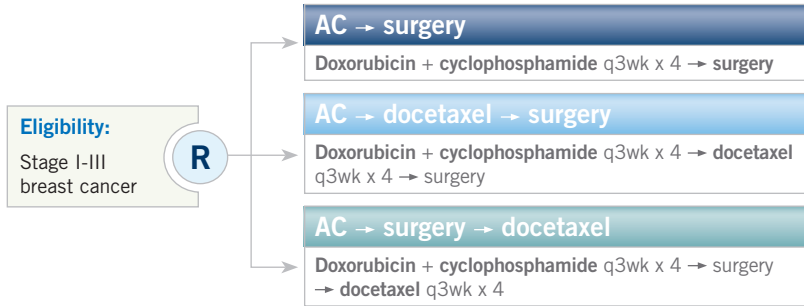 Eligibility:
Stage I-III
breast cancer
R
AC → surgery
Doxorubicin + cyclophosphamide q3wk x 4 → surgery
AC → docetaxel → surgery
Doxorubicin + cyclophosphamide q3wk x 4 → docetaxel
q3wk x 4 → surgery
AC → surgery → docetaxel
Doxorubicin + cyclophosphamide q3wk x 4 → surgery
→ docetaxel q3wk x 4